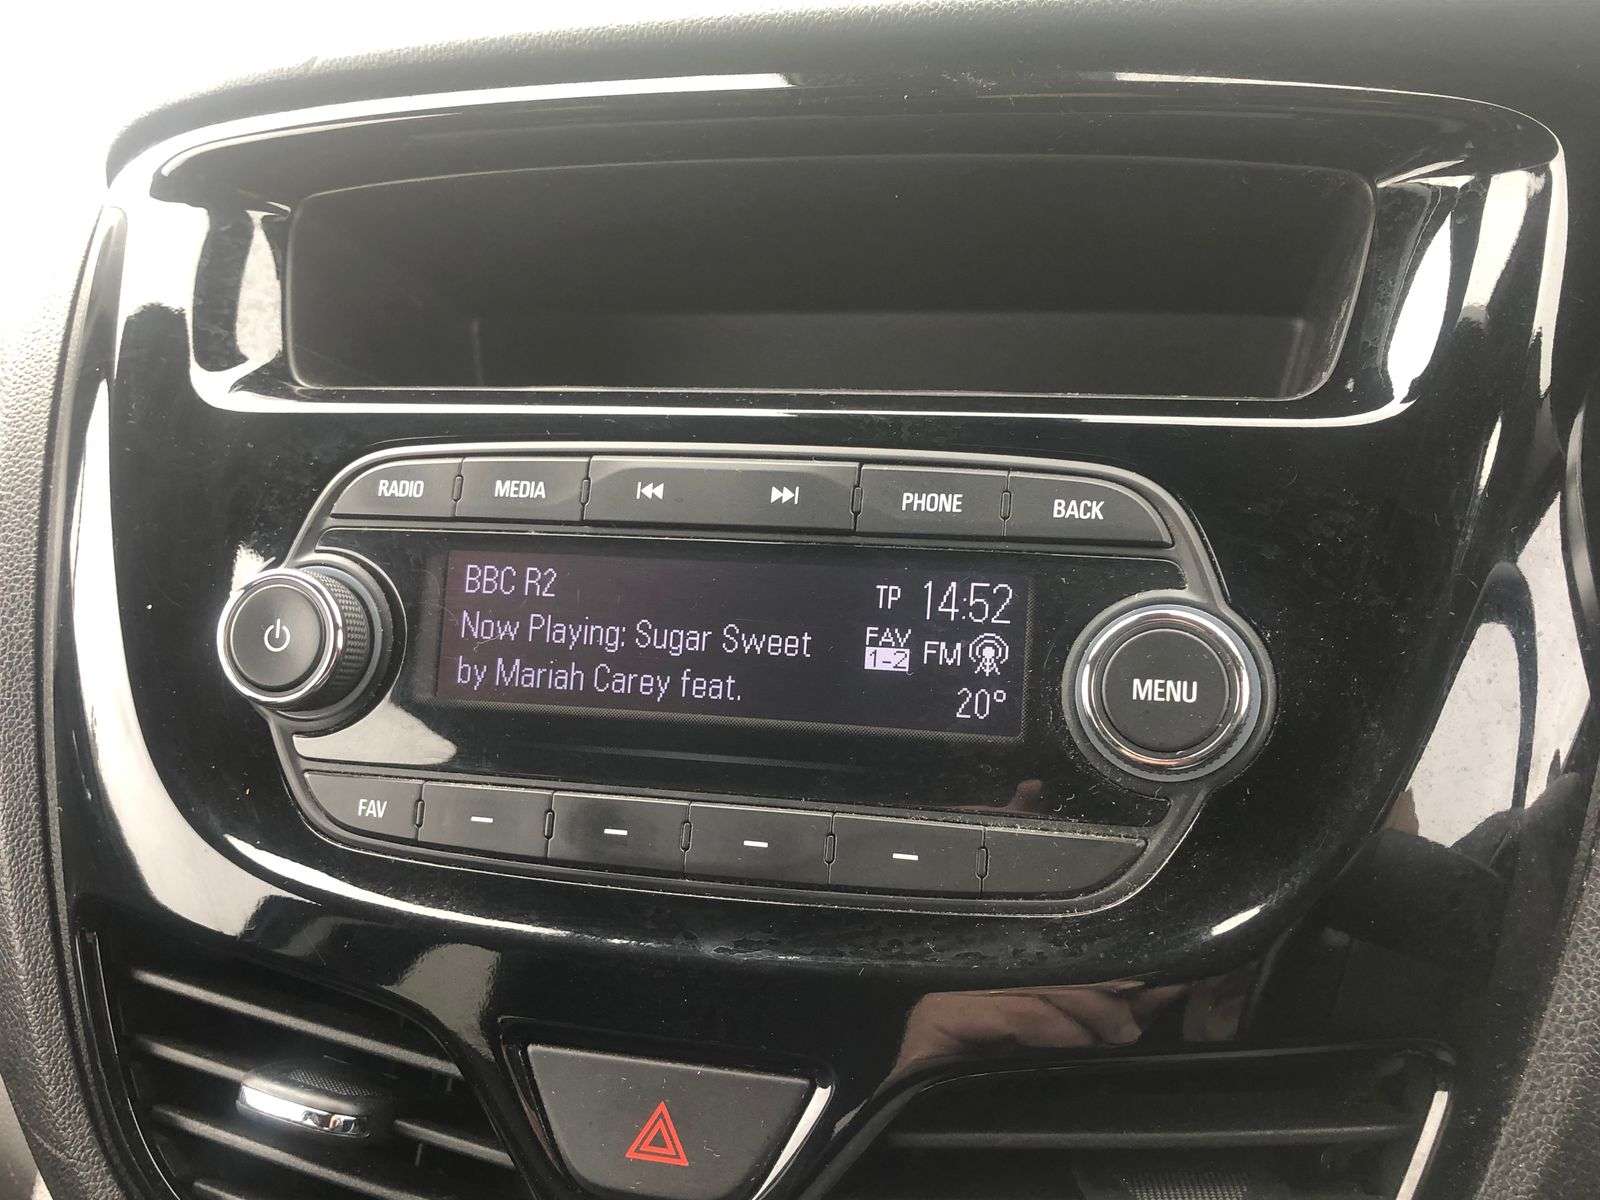 RADIO MEDIA PHONE BACK
BBC R2
TP 14:52
Now Playing: Sugar Sweet
FAV
1-2 FM
by Mariah Carey feat.
20°
MENU
FAV